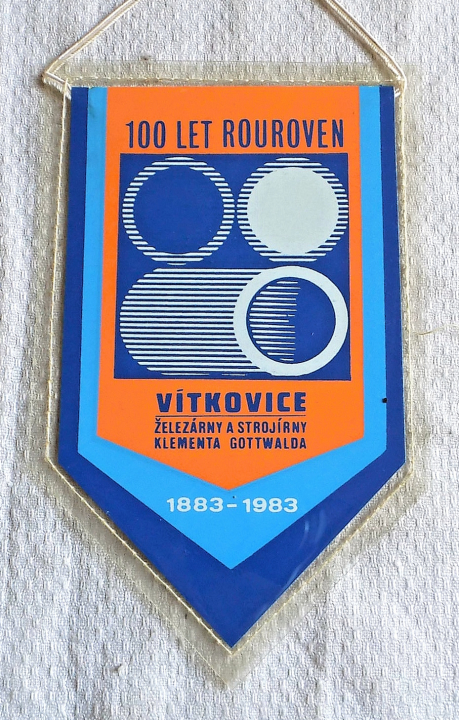 100 LET ROUROVEN
VÍTKOVICE
ŽELEZÁRNY A STROJÍRNY
KLEMENTA GOTTWALDA
1883-1983